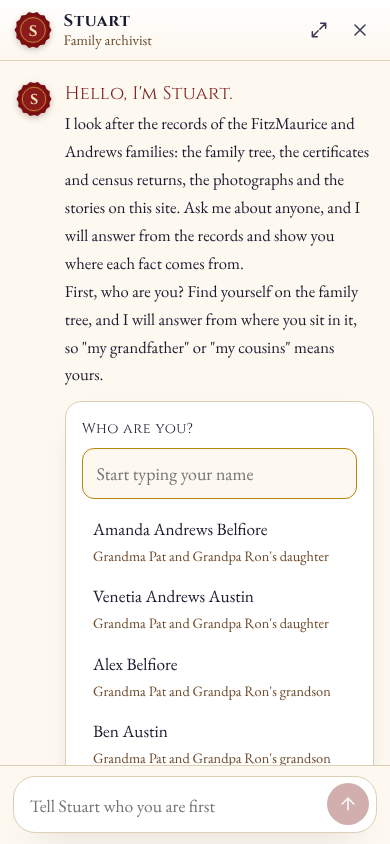 S
Stuart
Family archivist
S
Hello, I'm Stuart.
I look after the records of the FitzMaurice and
Andrews families: the family tree, the certificates
and census returns, the photographs and the
stories on this site. Ask me about anyone, and I
will answer from the records and show you
where each fact comes from.
First, who are you? Find yourself on the family
tree, and I will answer from where you sit in it,
so "my grandfather" or "my cousins" means
yours.
Who are you?
Start typing your name
Amanda Andrews Belfiore
Grandma Pat and Grandpa Ron's daughter
Venetia Andrews Austin
Grandma Pat and Grandpa Ron's daughter
Alex Belfiore
Grandma Pat and Grandpa Ron's grandson
Ben Austin
Grandma Pat and Grandpa Ron's grandson
Tell Stuart who you are first